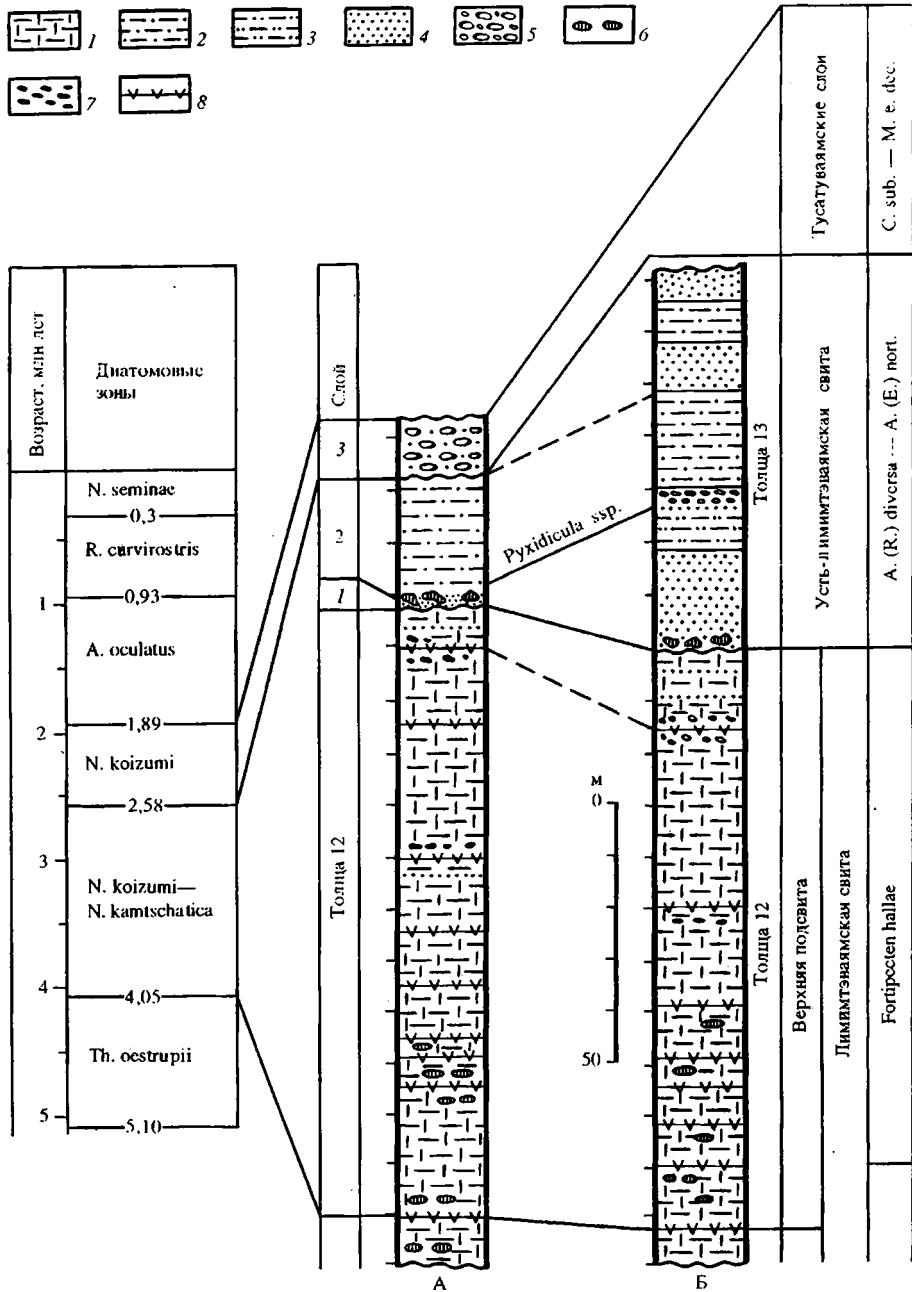 1 2 3 4 5 6
7 8
Возраст, млн лет
Диатомовые
зоны
N. seminae
0,3
R. curvirostris
0,93
A. oculatus
1,89
N. koizumi
2,58
N. koizumi—
N. kamtschatica
4,05
Th. oestrupii
5,10
1
2
3
4
5
Слой
3
2
1
Толща 12
А
Pyxidicula ssp.
м
0
50
Толща 13
Толща 12
Б
Тусатуваямские слои
Усть-лимимтэваямская свита
Верхняя подсвита
Лимимтэваямская свита
C. sub. — M. e. dec.
A. (R.) diversa — A. (E.) nort.
Fortipecten hallae